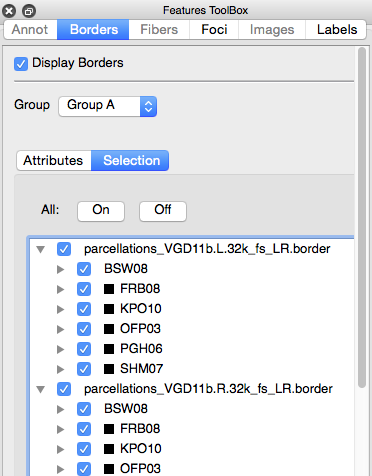 Features ToolBox
Annot Borders Fibers Foci Images Labels
Display Borders
Group Group A
Attributes Selection
All: On Off
parcellations_VGD11b.L.32k_fs_LR.border
BSW08
FRB08
KPO10
OFP03
PGH06
SHM07
parcellations_VGD11b.R.32k_fs_LR.border
BSW08
FRB08
KPO10
OFP03